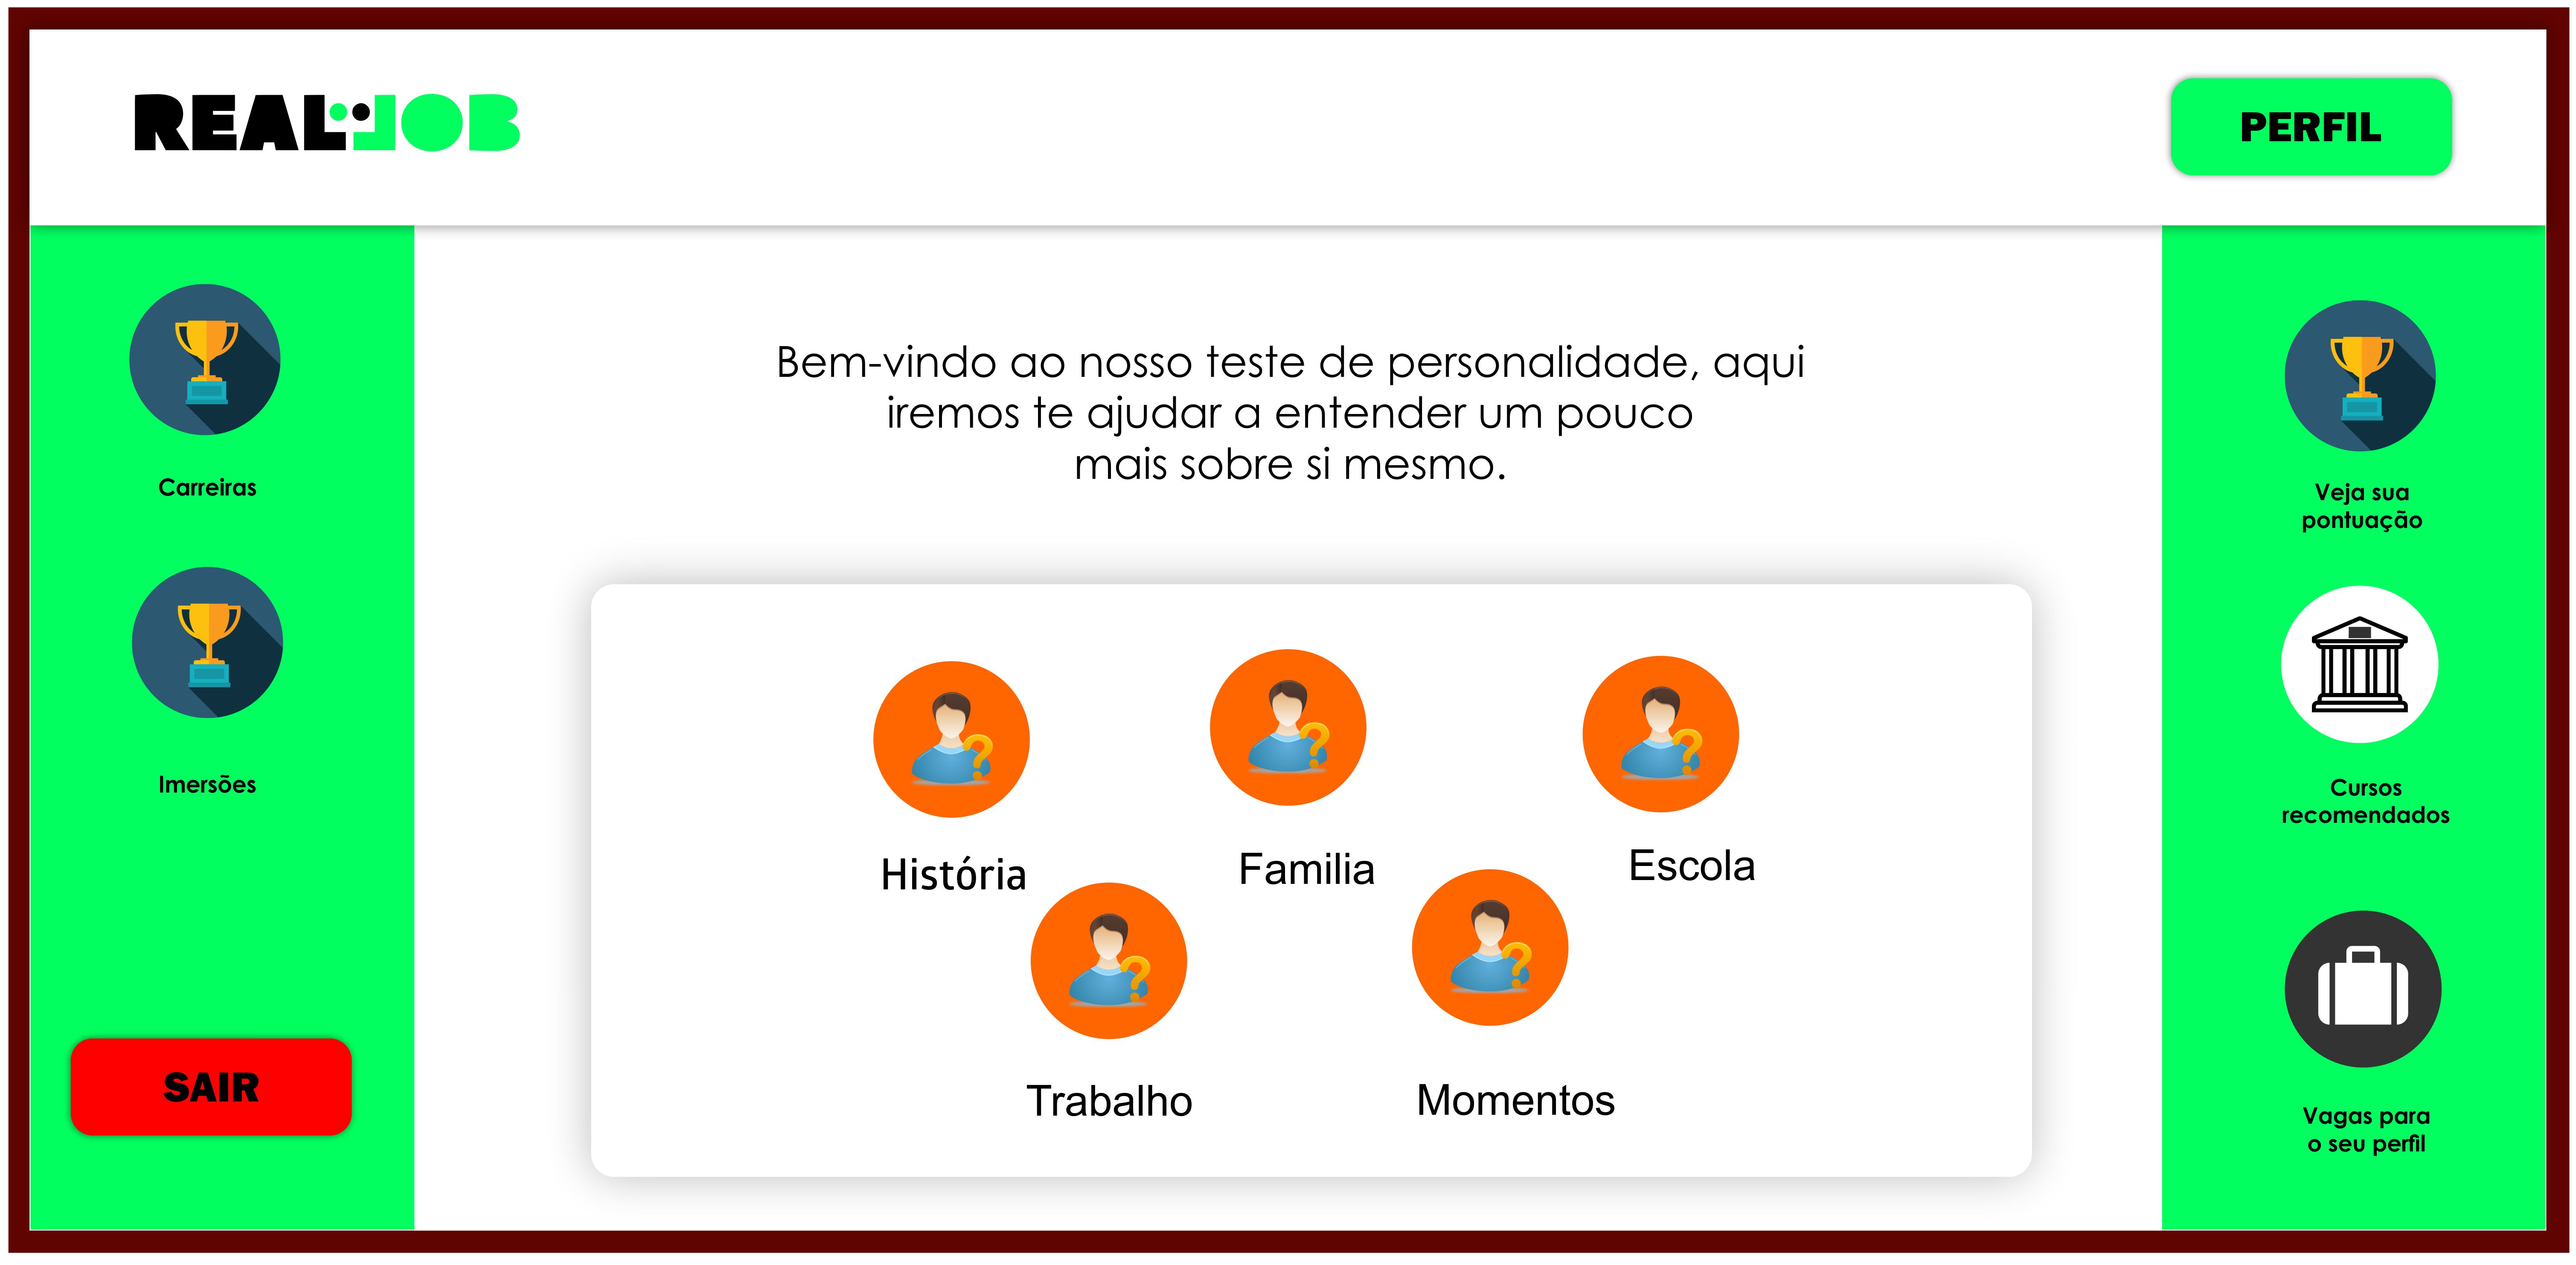 REAL JOB
PERFIL
Carreiras
Imersões
SAIR
Bem-vindo ao nosso teste de personalidade, aqui
iremos te ajudar a entender um pouco
mais sobre si mesmo.
História
Familia
Escola
Trabalho
Momentos
Veja sua
pontuação
Cursos
recomendados
Vagas para
o seu perfil